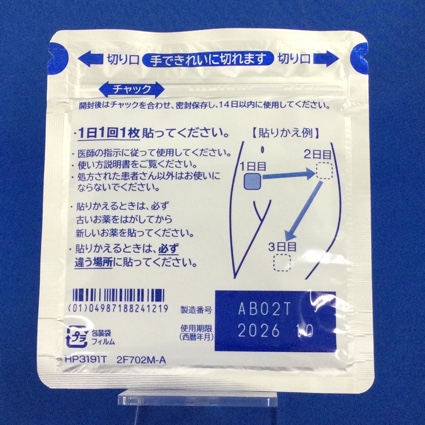 切り口 手できれいに切れます 切り口
チャック
開封後はチャックを合わせ、密封保存し、14日以内に使用してください。
・1日1回1枚貼ってください。
・医師の指示に従って使用してください。
・使い方説明書をご覧ください。
・処方された患者さん以外はお使いに
ならないでください。
・貼りかえるときは、必ず
古いお薬をはがしてから
新しいお薬を貼ってください。
・貼りかえるときは、必ず
違う場所に貼ってください。
【貼りかえ例】
1日目
2日目
3日目
(01)04987188241219
製造番号 AB02T
使用期限
(西暦年月)
2026 10
プラ
包装袋
フィルム
HP3191T 2F702M-A